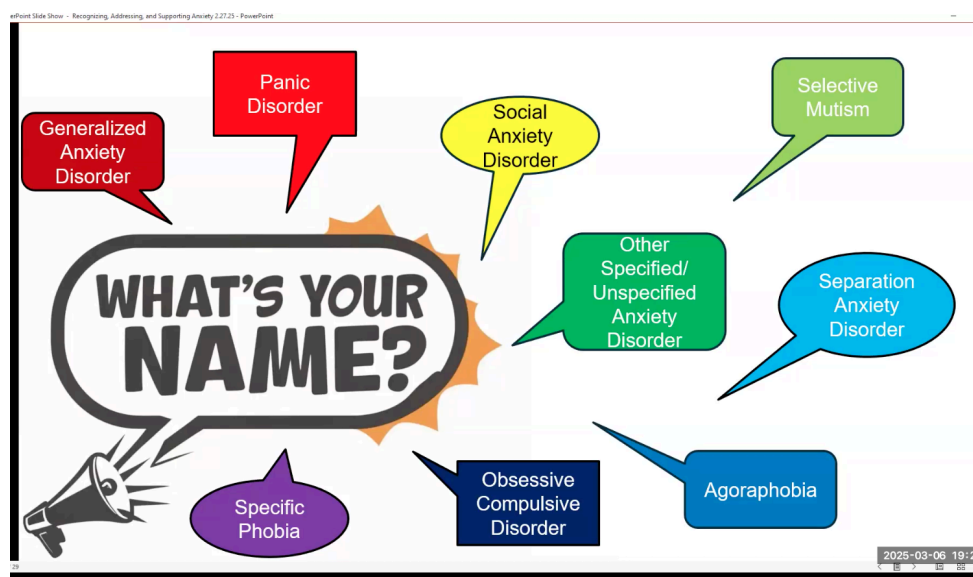 erPoint Slide Show - Recognizing, Addressing, and Supporting Anxiety 2.27.25 - PowerPoint
Panic
Disorder
Selective
Mutism
Generalized
Anxiety
Disorder
Social
Anxiety
Disorder
Other
Specified/
Unspecified
Anxiety
Disorder
Separation
Anxiety
Disorder
WHAT'S YOUR
NAME?
Specific
Phobia
Obsessive
Compulsive
Disorder
Agoraphobia
2025-03-06 19:2
29